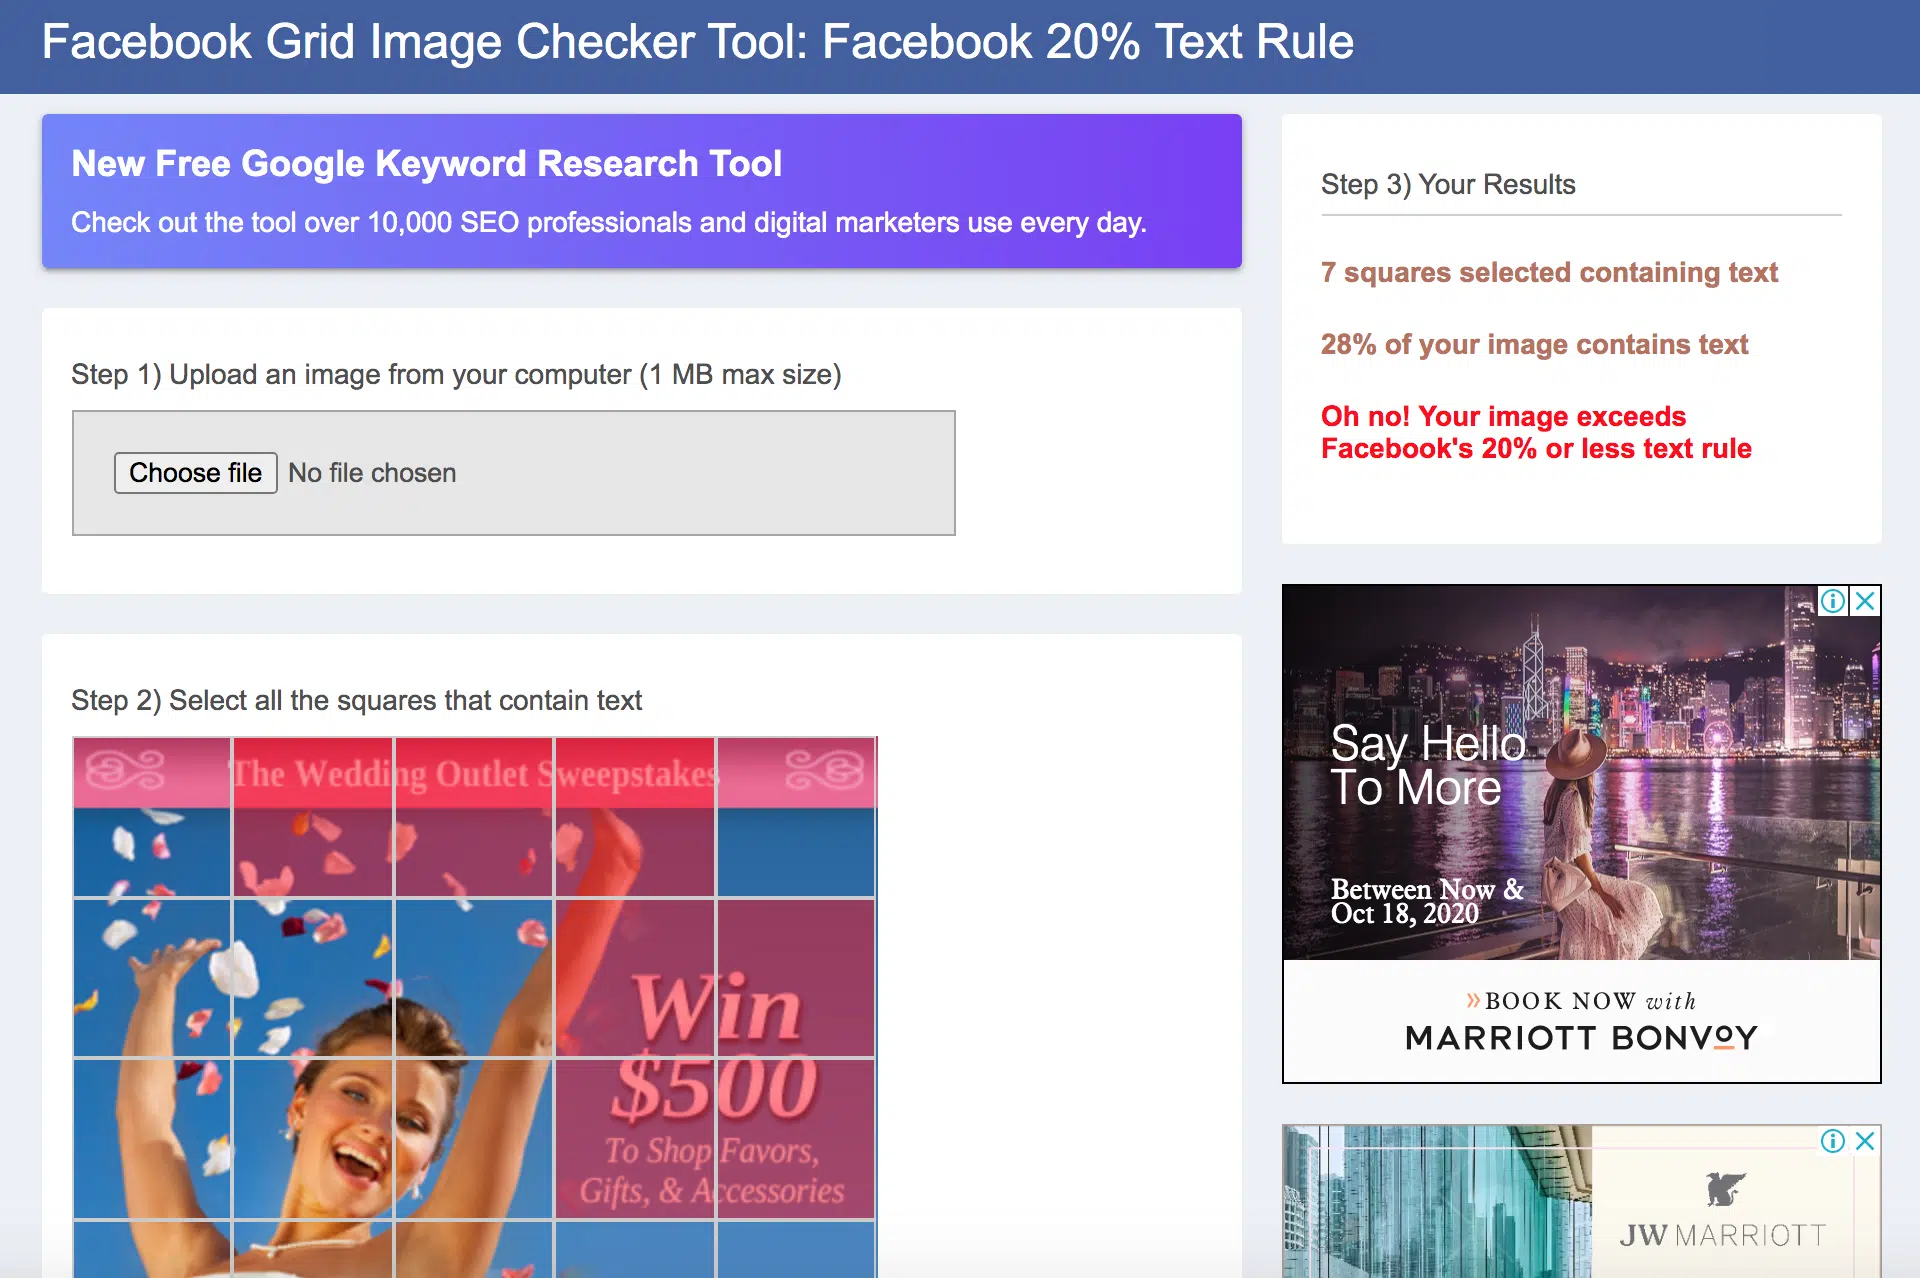 Facebook Grid Image Checker Tool: Facebook 20% Text Rule
New Free Google Keyword Research Tool
Check out the tool over 10,000 SEO professionals and digital marketers use every day.
Step 1) Upload an image from your computer (1 MB max size)
Choose file No file chosen
Step 2) Select all the squares that contain text
The Wedding Outlet Sweepstakes
Win
$500
To Shop Favors,
Gifts, & Accessories
Step 3) Your Results
7 squares selected containing text
28% of your image contains text
Oh no! Your image exceeds
Facebook's 20% or less text rule
Say Hello
To More
Between Now &
Oct 18, 2020
»BOOK NOW with
MARRIOTT BONVOY
JW MARRIOTT